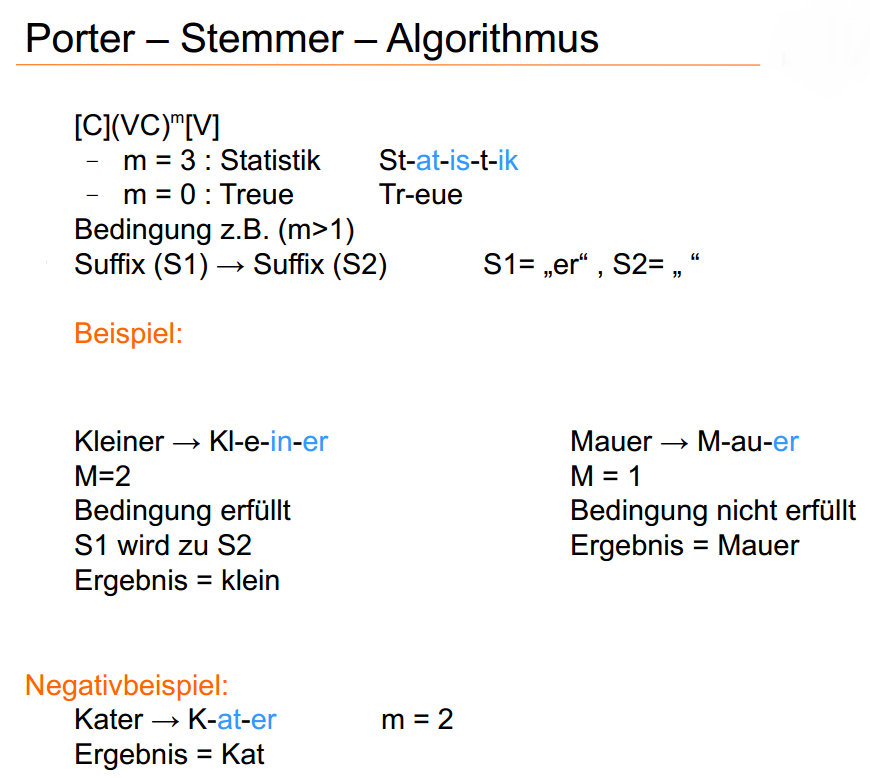 Porter – Stemmer – Algorithmus
[C](VC)ᵐ[V]
– m = 3 : Statistik St-at-is-t-ik
– m = 0 : Treue Tr-eue
Bedingung z.B. (m>1)
Suffix (S1) → Suffix (S2) S1= „er“ , S2= „ “
Beispiel:
Kleiner → Kl-e-in-er
M=2
Bedingung erfüllt
S1 wird zu S2
Ergebnis = klein
Mauer → M-au-er
M = 1
Bedingung nicht erfüllt
Ergebnis = Mauer
Negativbeispiel:
Kater → K-at-er m = 2
Ergebnis = Kat